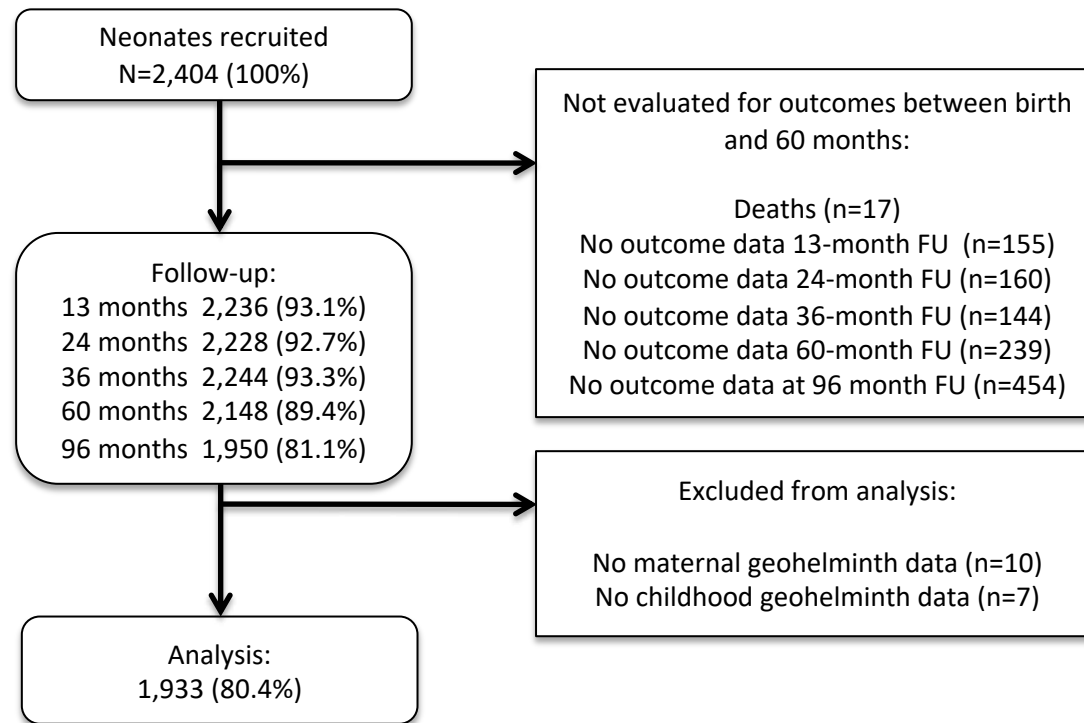 Neonates recruited
N=2,404 (100%)
Not evaluated for outcomes between birth
and 60 months:
Deaths (n=17)
No outcome data 13-month FU (n=155)
No outcome data 24-month FU (n=160)
No outcome data 36-month FU (n=144)
No outcome data 60-month FU (n=239)
No outcome data at 96 month FU (n=454)
Follow-up:
13 months 2,236 (93.1%)
24 months 2,228 (92.7%)
36 months 2,244 (93.3%)
60 months 2,148 (89.4%)
96 months 1,950 (81.1%)
Excluded from analysis:
No maternal geohelminth data (n=10)
No childhood geohelminth data (n=7)
Analysis:
1,933 (80.4%)